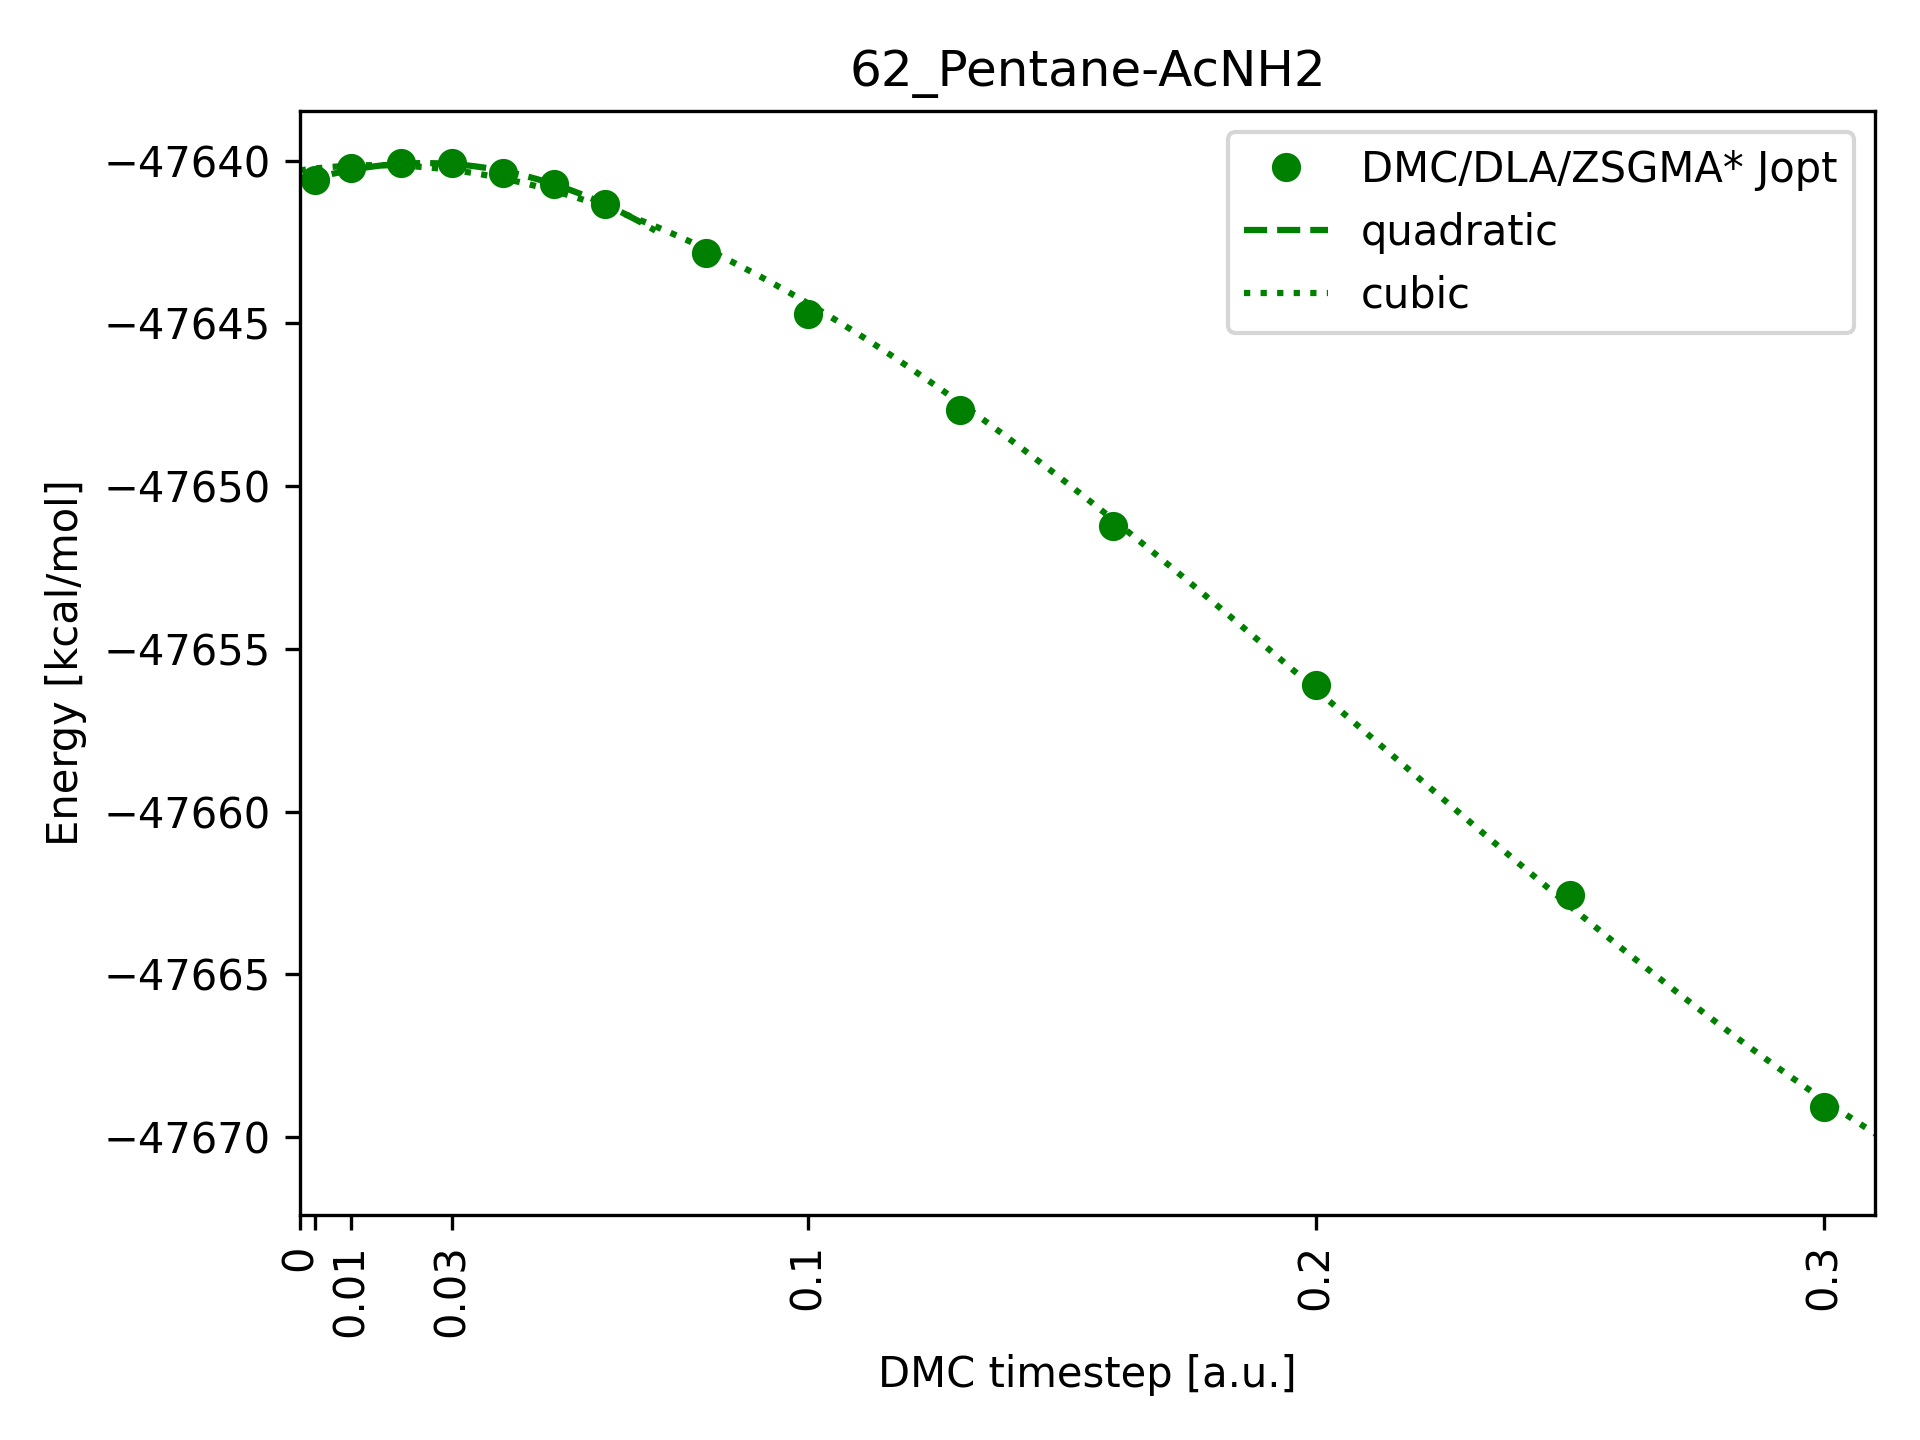 62_Pentane-AcNH2
DMC/DLA/ZSGMA* Jopt
quadratic
cubic
−47640
−47645
−47650
−47655
−47660
−47665
−47670
Energy [kcal/mol]
0
0.01
0.03
0.1
0.2
0.3
DMC timestep [a.u.]